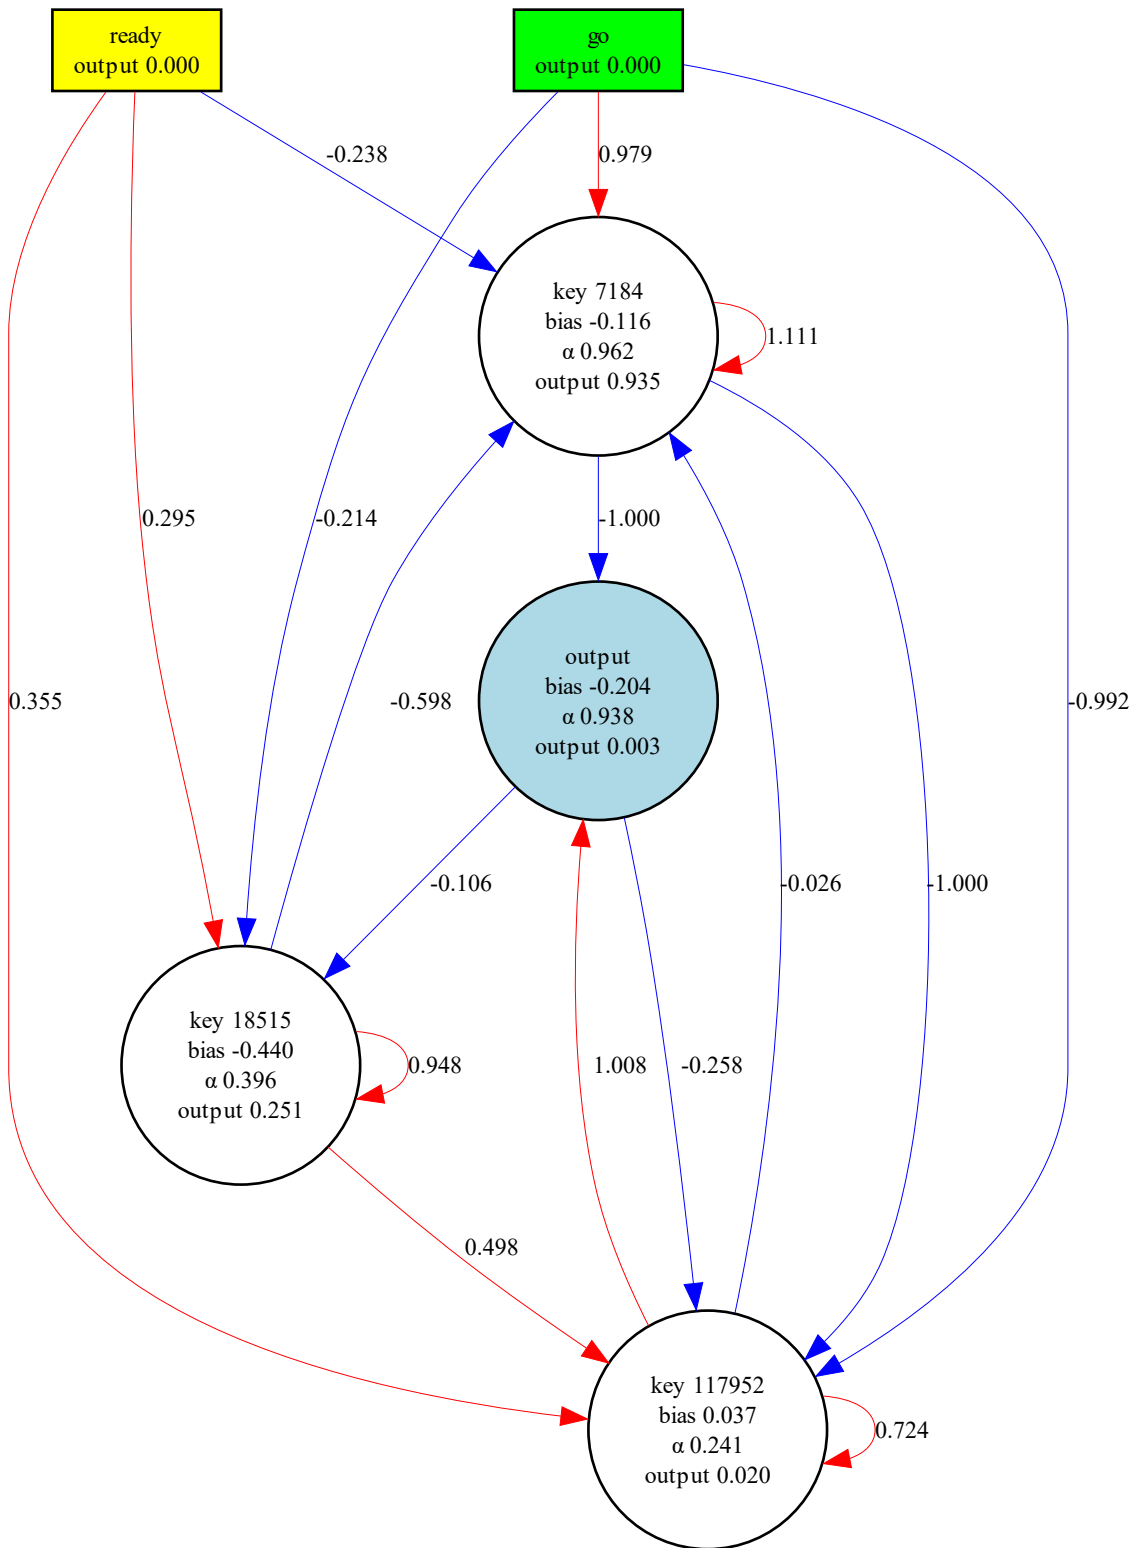 ready
output 0.000
go
output 0.000
-0.238
0.979
key 7184
bias -0.116
α 0.962
output 0.935
1.111
0.295
-0.214
-1.000
output
bias -0.204
α 0.938
output 0.003
0.355
-0.598
-0.992
-0.106
-0.026
-1.000
key 18515
bias -0.440
α 0.396
output 0.251
0.948
1.008
-0.258
0.498
key 117952
bias 0.037
α 0.241
output 0.020
0.724